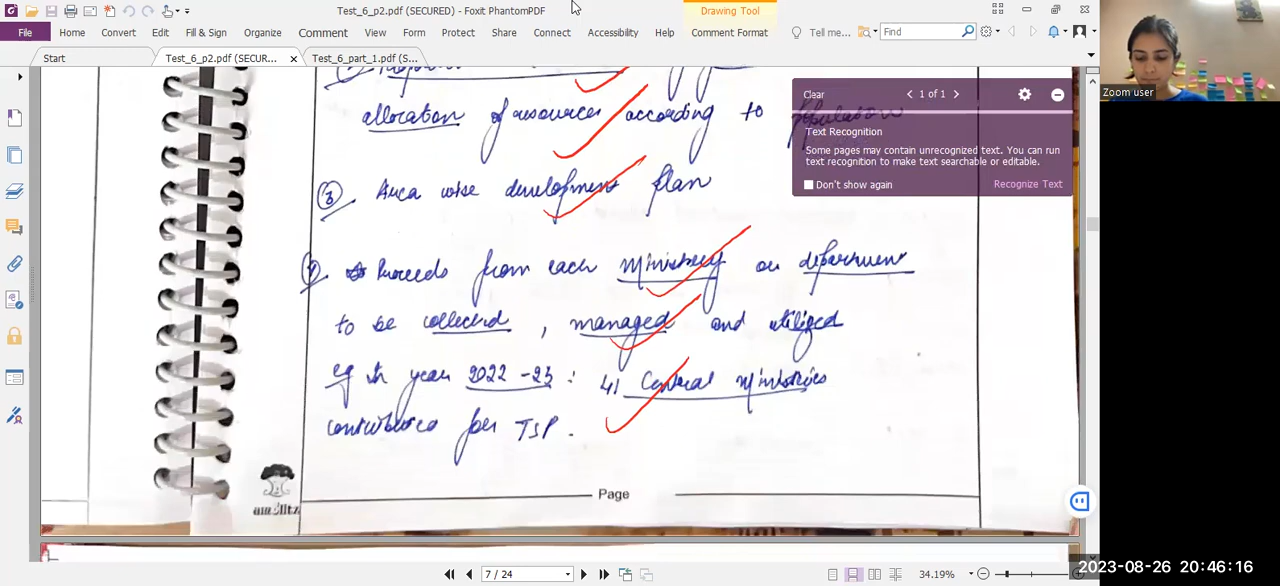 Test_6_p2.pdf (SECURED) - Foxit PhantomPDF
Drawing Tool
File Home Convert Edit Fill & Sign Organize Comment View Form Protect Share Connect Accessibility Help Comment Format Tell me... Find
Start Test_6_p2.pdf (SECUR... Test_6_part_1.pdf (S...
Clear 1 of 1
Text Recognition
Some pages may contain unrecognized text. You can run
text recognition to make text searchable or editable.
Don't show again Recognize Text
Zoom user
allocation of resources according to population
③ Area wise development plan
④ Proceeds from each ministry or department
to be collected, managed and utilized
eg In year 2022-23: 41 Central Ministries
contributed for TSP.
Page
7 / 24
34.19%
2023-08-26 20:46:16